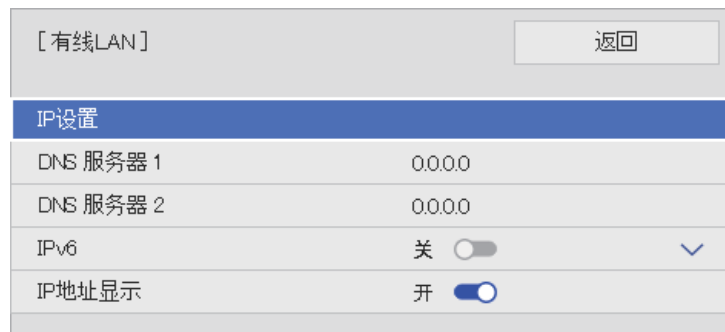 [有线LAN] 返回
IP设置
DNS 服务器 1 0.0.0.0
DNS 服务器 2 0.0.0.0
IPv6 关
IP地址显示 开